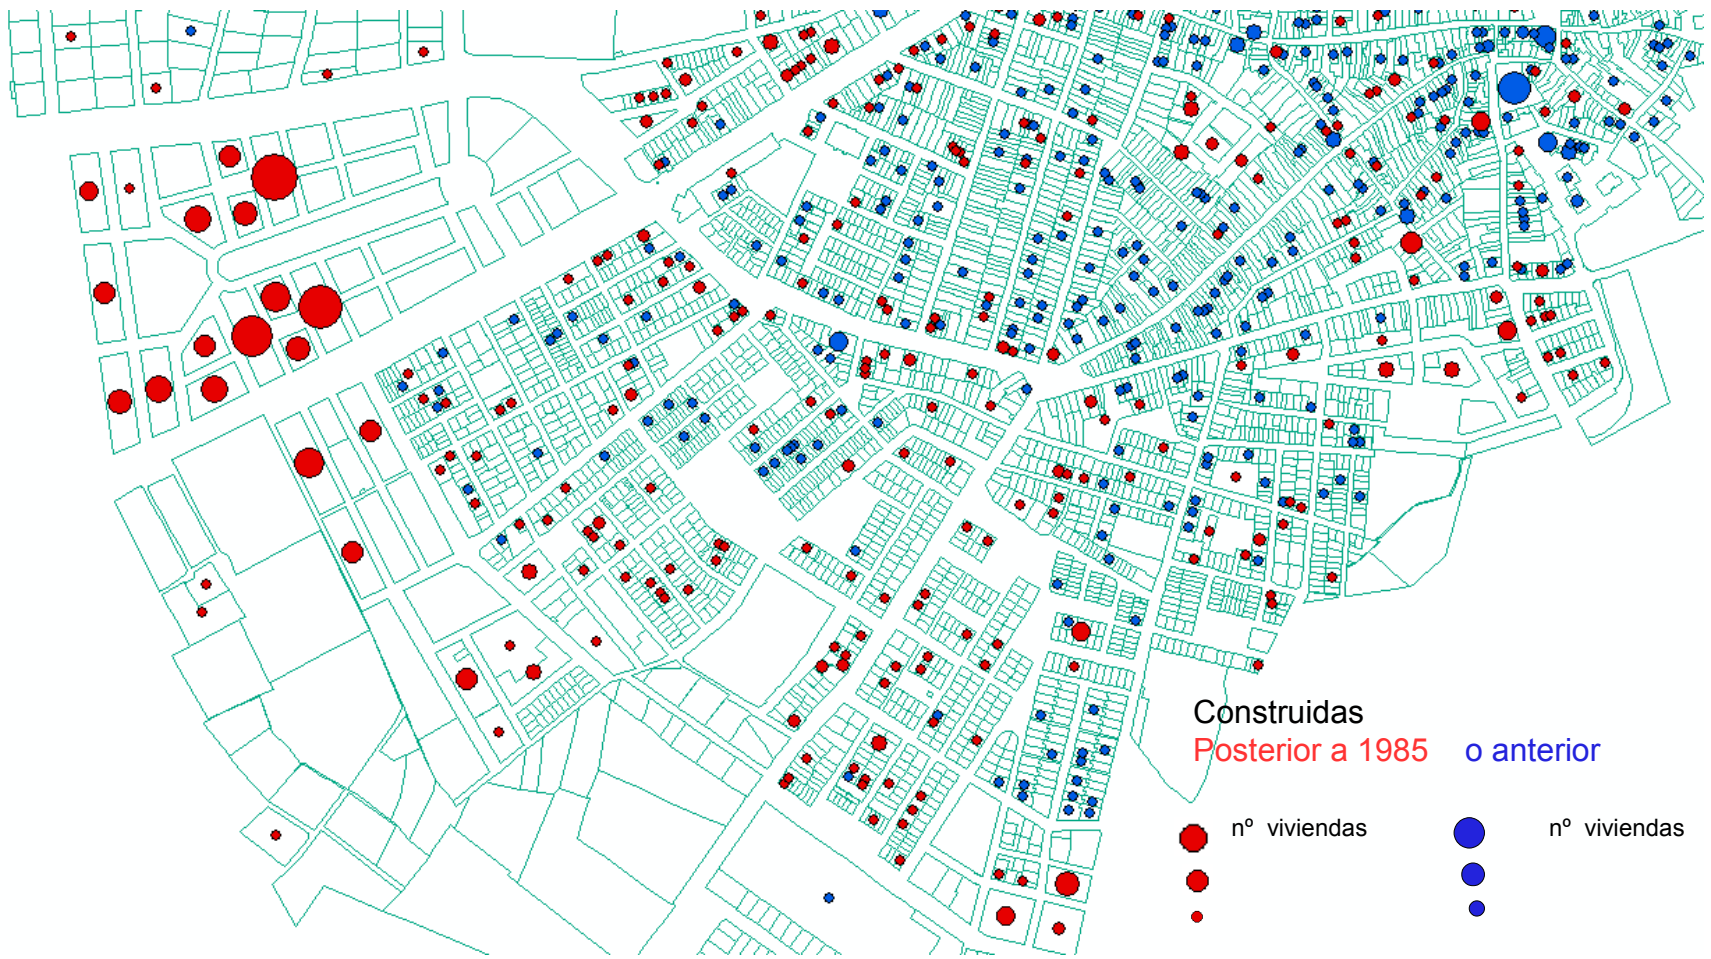 Construidas
Posterior a 1985 o anterior
nº viviendas nº viviendas